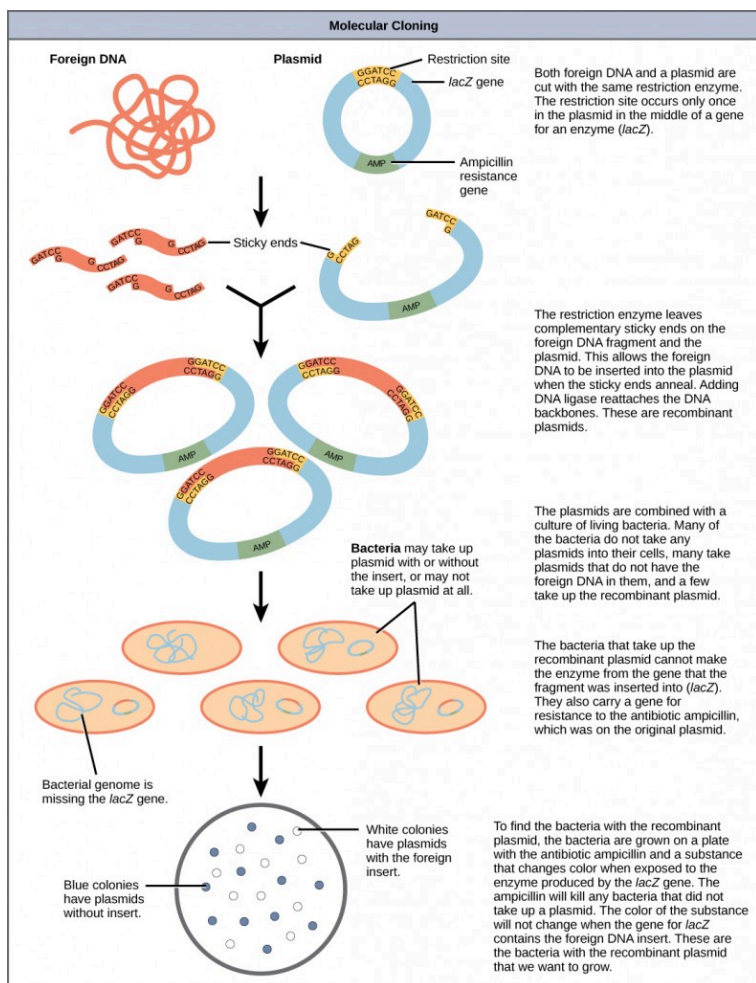 Molecular Cloning
Foreign DNA
Plasmid
GGATCC
CCTAGG
Restriction site
lacZ gene
AMP
Ampicillin
resistance
gene
Both foreign DNA and a plasmid are
cut with the same restriction enzyme.
The restriction site occurs only once
in the plasmid in the middle of a gene
for an enzyme (lacZ).
GATCC
G
G
CCTAG
GATCC
G
G
CCTAG
GATCC
G
G
CCTAG
Sticky ends
G
CCTAG
GATCC
G
AMP
The restriction enzyme leaves
complementary sticky ends on the
foreign DNA fragment and the
plasmid. This allows the foreign
DNA to be inserted into the plasmid
when the sticky ends anneal. Adding
DNA ligase reattaches the DNA
backbones. These are recombinant
plasmids.
GGATCC
CCTAGG
GGATCC
CCTAGG
AMP
GGATCC
CCTAGG
GGATCC
CCTAGG
AMP
GGATCC
CCTAGG
GGATCC
CCTAGG
AMP
The plasmids are combined with a
culture of living bacteria. Many of
the bacteria do not take any
plasmids into their cells, many take
plasmids that do not have the
foreign DNA in them, and a few
take up the recombinant plasmid.
Bacteria may take up
plasmid with or without
the insert, or may not
take up plasmid at all.
The bacteria that take up the
recombinant plasmid cannot make
the enzyme from the gene that the
fragment was inserted into (lacZ).
They also carry a gene for
resistance to the antibiotic ampicillin,
which was on the original plasmid.
Bacterial genome is
missing the lacZ gene.
White colonies
have plasmids
with the foreign
insert.
Blue colonies
have plasmids
without insert.
To find the bacteria with the recombinant
plasmid, the bacteria are grown on a plate
with the antibiotic ampicillin and a substance
that changes color when exposed to the
enzyme produced by the lacZ gene. The
ampicillin will kill any bacteria that did not
take up a plasmid. The color of the substance
will not change when the gene for lacZ
contains the foreign DNA insert. These are
the bacteria with the recombinant plasmid
that we want to grow.